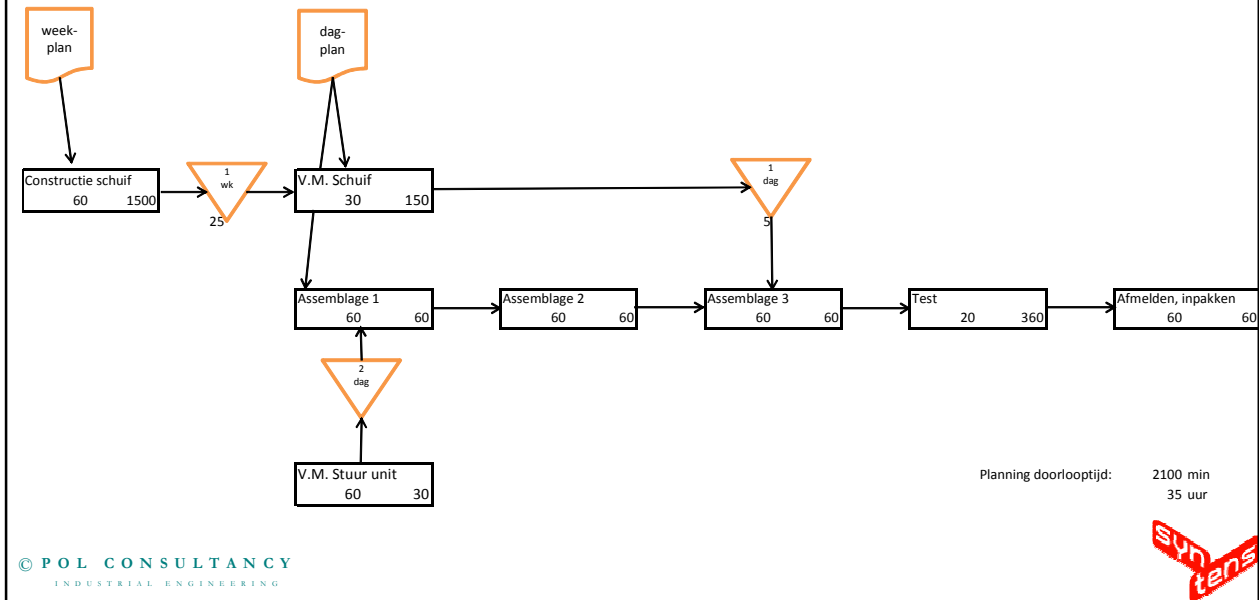 week-
plan
dag-
plan
Constructie schuif
60 1500
1
wk
25
V.M. Schuif
30 150
1
dag
5
Assemblage 1
60 60
Assemblage 2
60 60
Assemblage 3
60 60
Test
20 360
Afmelden, inpakken
60 60
2
dag
V.M. Stuur unit
60 30
Planning doorlooptijd: 2100 min
35 uur
© POL CONSULTANCY
INDUSTRIAL ENGINEERING
syn
tens